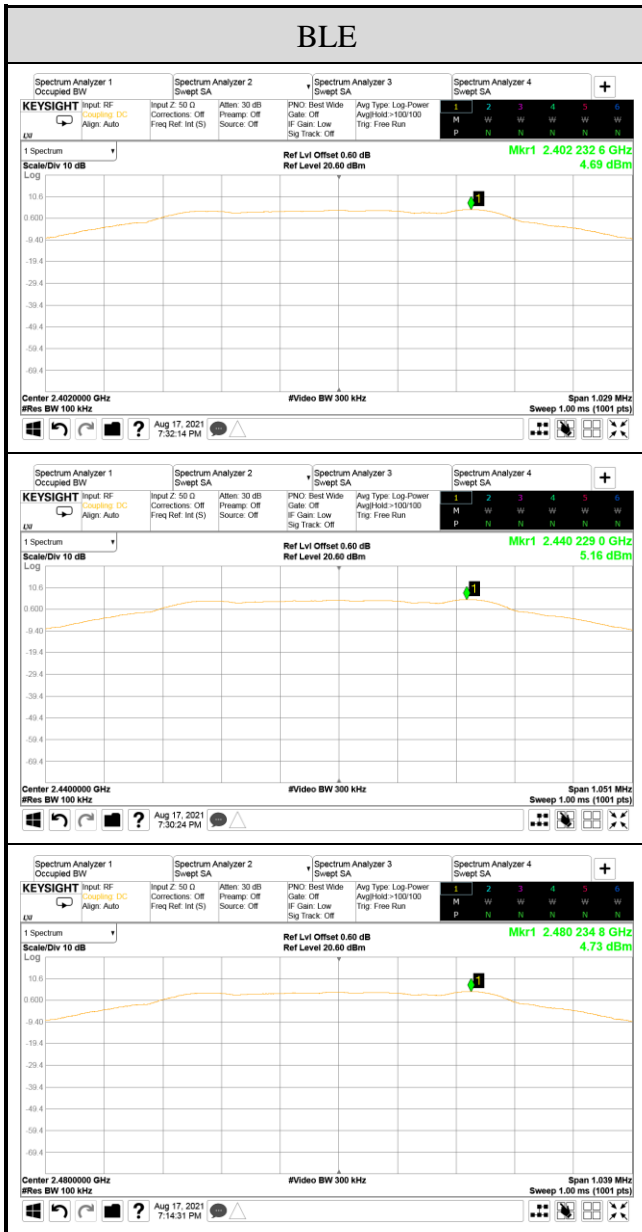 BLE
Spectrum Analyzer 1 Spectrum Analyzer 2 Spectrum Analyzer 3 Spectrum Analyzer 4
Occupied BW Swept SA Swept SA Swept SA +
KEYSIGHT Input: RF Input Z: 50 Ω Atten: 30 dB PNO: Best Wide Avg Type: Log-Power 1 2 3 4 5 6
Coupling: DC Corrections: Off Preamp: Off Gate: Off Avg|Hold:>100/100 M W W W W W
Align: Auto Freq Ref: Int (S) Source: Off IF Gain: Low Trig: Free Run
LXI Sig Track: Off P N N N N N
1 Spectrum Ref Lvl Offset 0.60 dB Mkr1 2.402 232 6 GHz
Scale/Div 10 dB Ref Level 20.60 dBm 4.69 dBm
Log
1
10.6
0.600
-9.40
-19.4
-29.4
-39.4
-49.4
-59.4
-69.4
Center 2.4020000 GHz #Video BW 300 kHz Span 1.029 MHz
#Res BW 100 kHz Sweep 1.00 ms (1001 pts)
? Aug 17, 2021
7:32:14 PM
Spectrum Analyzer 1 Spectrum Analyzer 2 Spectrum Analyzer 3 Spectrum Analyzer 4
Occupied BW Swept SA Swept SA Swept SA +
KEYSIGHT Input: RF Input Z: 50 Ω Atten: 30 dB PNO: Best Wide Avg Type: Log-Power 1 2 3 4 5 6
Coupling: DC Corrections: Off Preamp: Off Gate: Off Avg|Hold:>100/100 M W W W W W
Align: Auto Freq Ref: Int (S) Source: Off IF Gain: Low Trig: Free Run
LXI Sig Track: Off P N N N N N
1 Spectrum Ref Lvl Offset 0.60 dB Mkr1 2.440 229 0 GHz
Scale/Div 10 dB Ref Level 20.60 dBm 5.16 dBm
Log
1
10.6
0.600
-9.40
-19.4
-29.4
-39.4
-49.4
-59.4
-69.4
Center 2.4400000 GHz #Video BW 300 kHz Span 1.051 MHz
#Res BW 100 kHz Sweep 1.00 ms (1001 pts)
? Aug 17, 2021
7:30:24 PM
Spectrum Analyzer 1 Spectrum Analyzer 2 Spectrum Analyzer 3 Spectrum Analyzer 4
Occupied BW Swept SA Swept SA Swept SA +
KEYSIGHT Input: RF Input Z: 50 Ω Atten: 30 dB PNO: Best Wide Avg Type: Log-Power 1 2 3 4 5 6
Coupling: DC Corrections: Off Preamp: Off Gate: Off Avg|Hold:>100/100 M W W W W W
Align: Auto Freq Ref: Int (S) Source: Off IF Gain: Low Trig: Free Run
LXI Sig Track: Off P N N N N N
1 Spectrum Ref Lvl Offset 0.60 dB Mkr1 2.480 234 8 GHz
Scale/Div 10 dB Ref Level 20.60 dBm 4.73 dBm
Log
1
10.6
0.600
-9.40
-19.4
-29.4
-39.4
-49.4
-59.4
-69.4
Center 2.4800000 GHz #Video BW 300 kHz Span 1.039 MHz
#Res BW 100 kHz Sweep 1.00 ms (1001 pts)
? Aug 17, 2021
7:14:31 PM